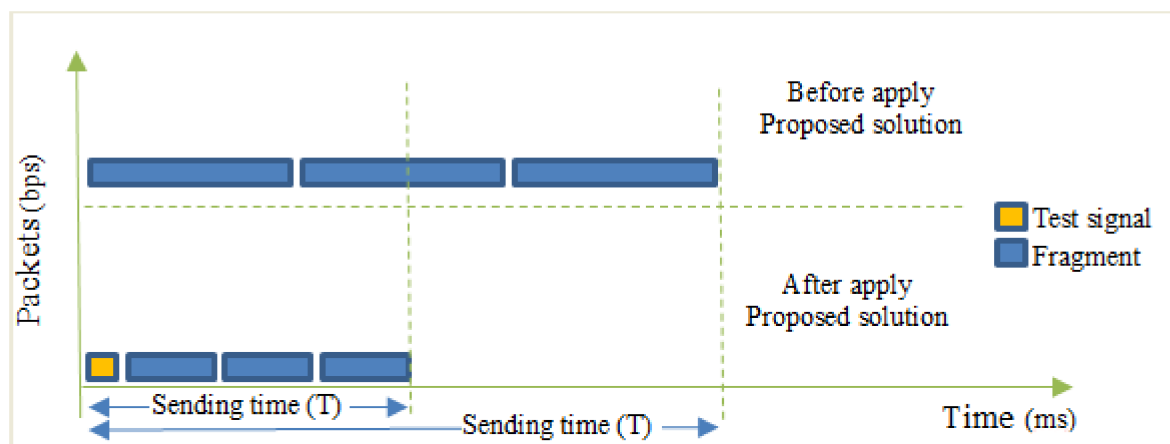 Before apply
Proposed solution
Packets (bps)
Test signal
Fragment
After apply
Proposed solution
Sending time (T)
Sending time (T)
Time (ms)